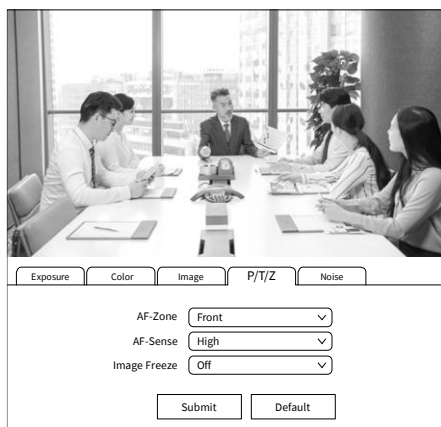 Exposure Color Image P/T/Z Noise
AF-Zone Front
AF-Sense High
Image Freeze Off
Submit Default